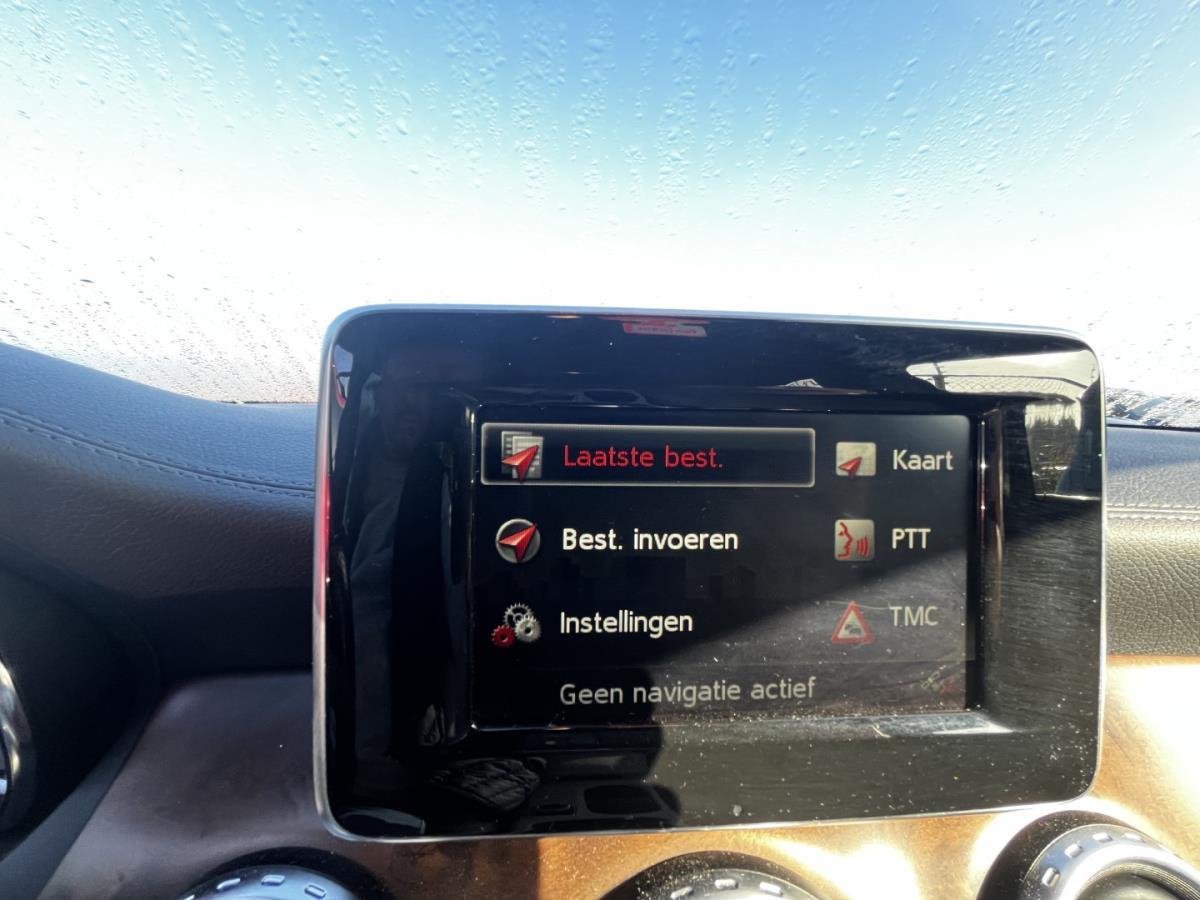 Laatste best.
Kaart
Best. invoeren
PTT
Instellingen
TMC
Geen navigatie actief